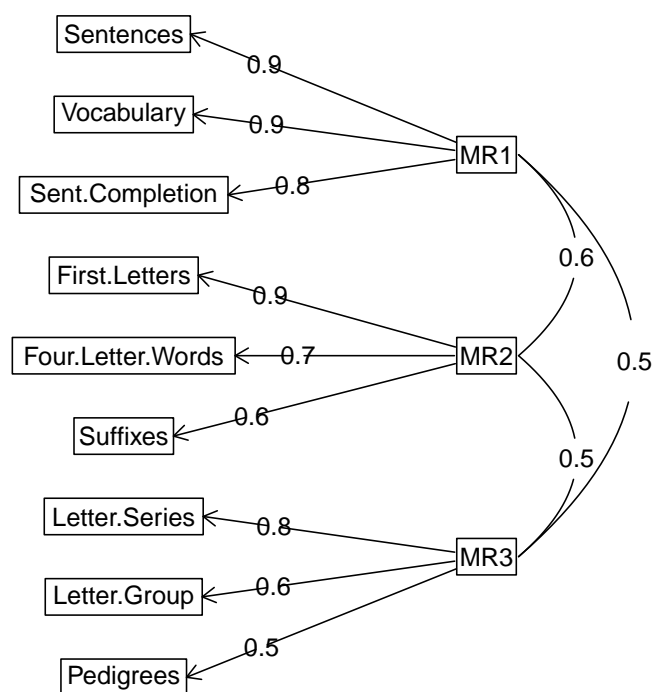 Sentences
0.9
Vocabulary
0.9
MR1
Sent.Completion
0.8
0.6
First.Letters
0.9
Four.Letter.Words
0.7
MR2
0.5
Suffixes
0.6
0.5
Letter.Series
0.8
MR3
Letter.Group
0.6
Pedigrees
0.5